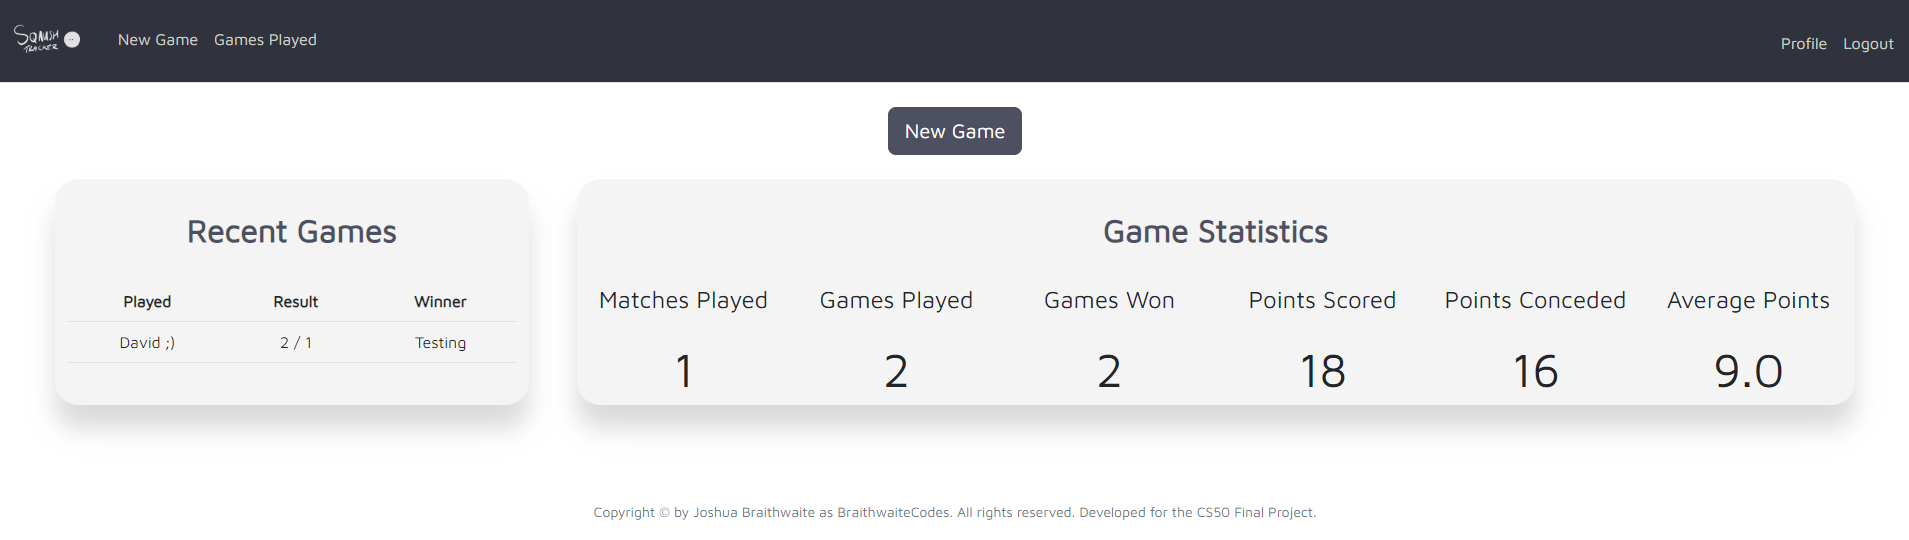 SQUASH
TRACKER
New Game Games Played
Profile Logout
New Game
Recent Games
Played Result Winner
David ;) 2 / 1 Testing
Game Statistics
Matches Played Games Played Games Won Points Scored Points Conceded Average Points
1 2 2 18 16 9.0
Copyright © by Joshua Braithwaite as BraithwaiteCodes. All rights reserved. Developed for the CS50 Final Project.